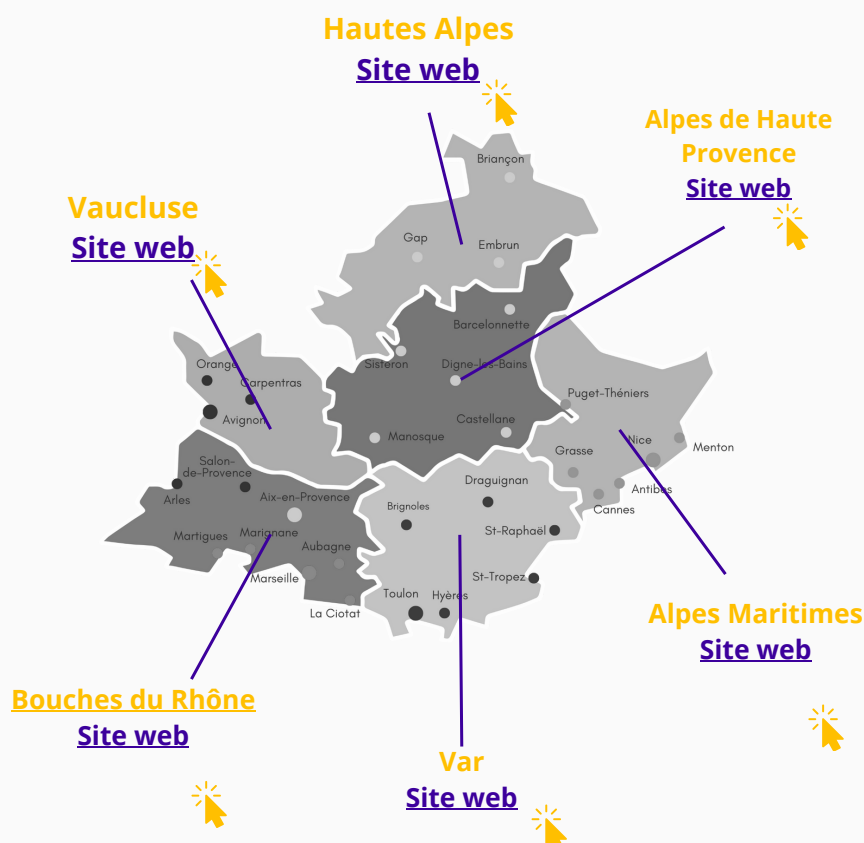 Hautes Alpes
Site web
Alpes de Haute
Provence
Site web
Vaucluse
Site web
Briançon
Gap
Embrun
Barcelonnette
Sisteron
Digne-les-Bains
Orange
Carpentras
Avignon
Puget-Théniers
Castellane
Manosque
Nice
Menton
Grasse
Antibes
Cannes
Salon-
de-Provence
Arles
Aix-en-Provence
Draguignan
Brignoles
St-Raphaël
Martigues
Marignane
Aubagne
Marseille
St-Tropez
Toulon
Hyères
La Ciotat
Alpes Maritimes
Site web
Bouches du Rhône
Site web
Var
Site web